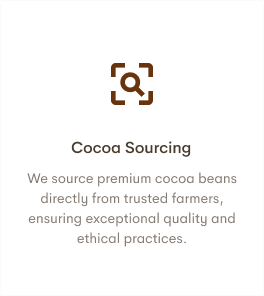 Cocoa Sourcing
We source premium cocoa beans
directly from trusted farmers,
ensuring exceptional quality and
ethical practices.